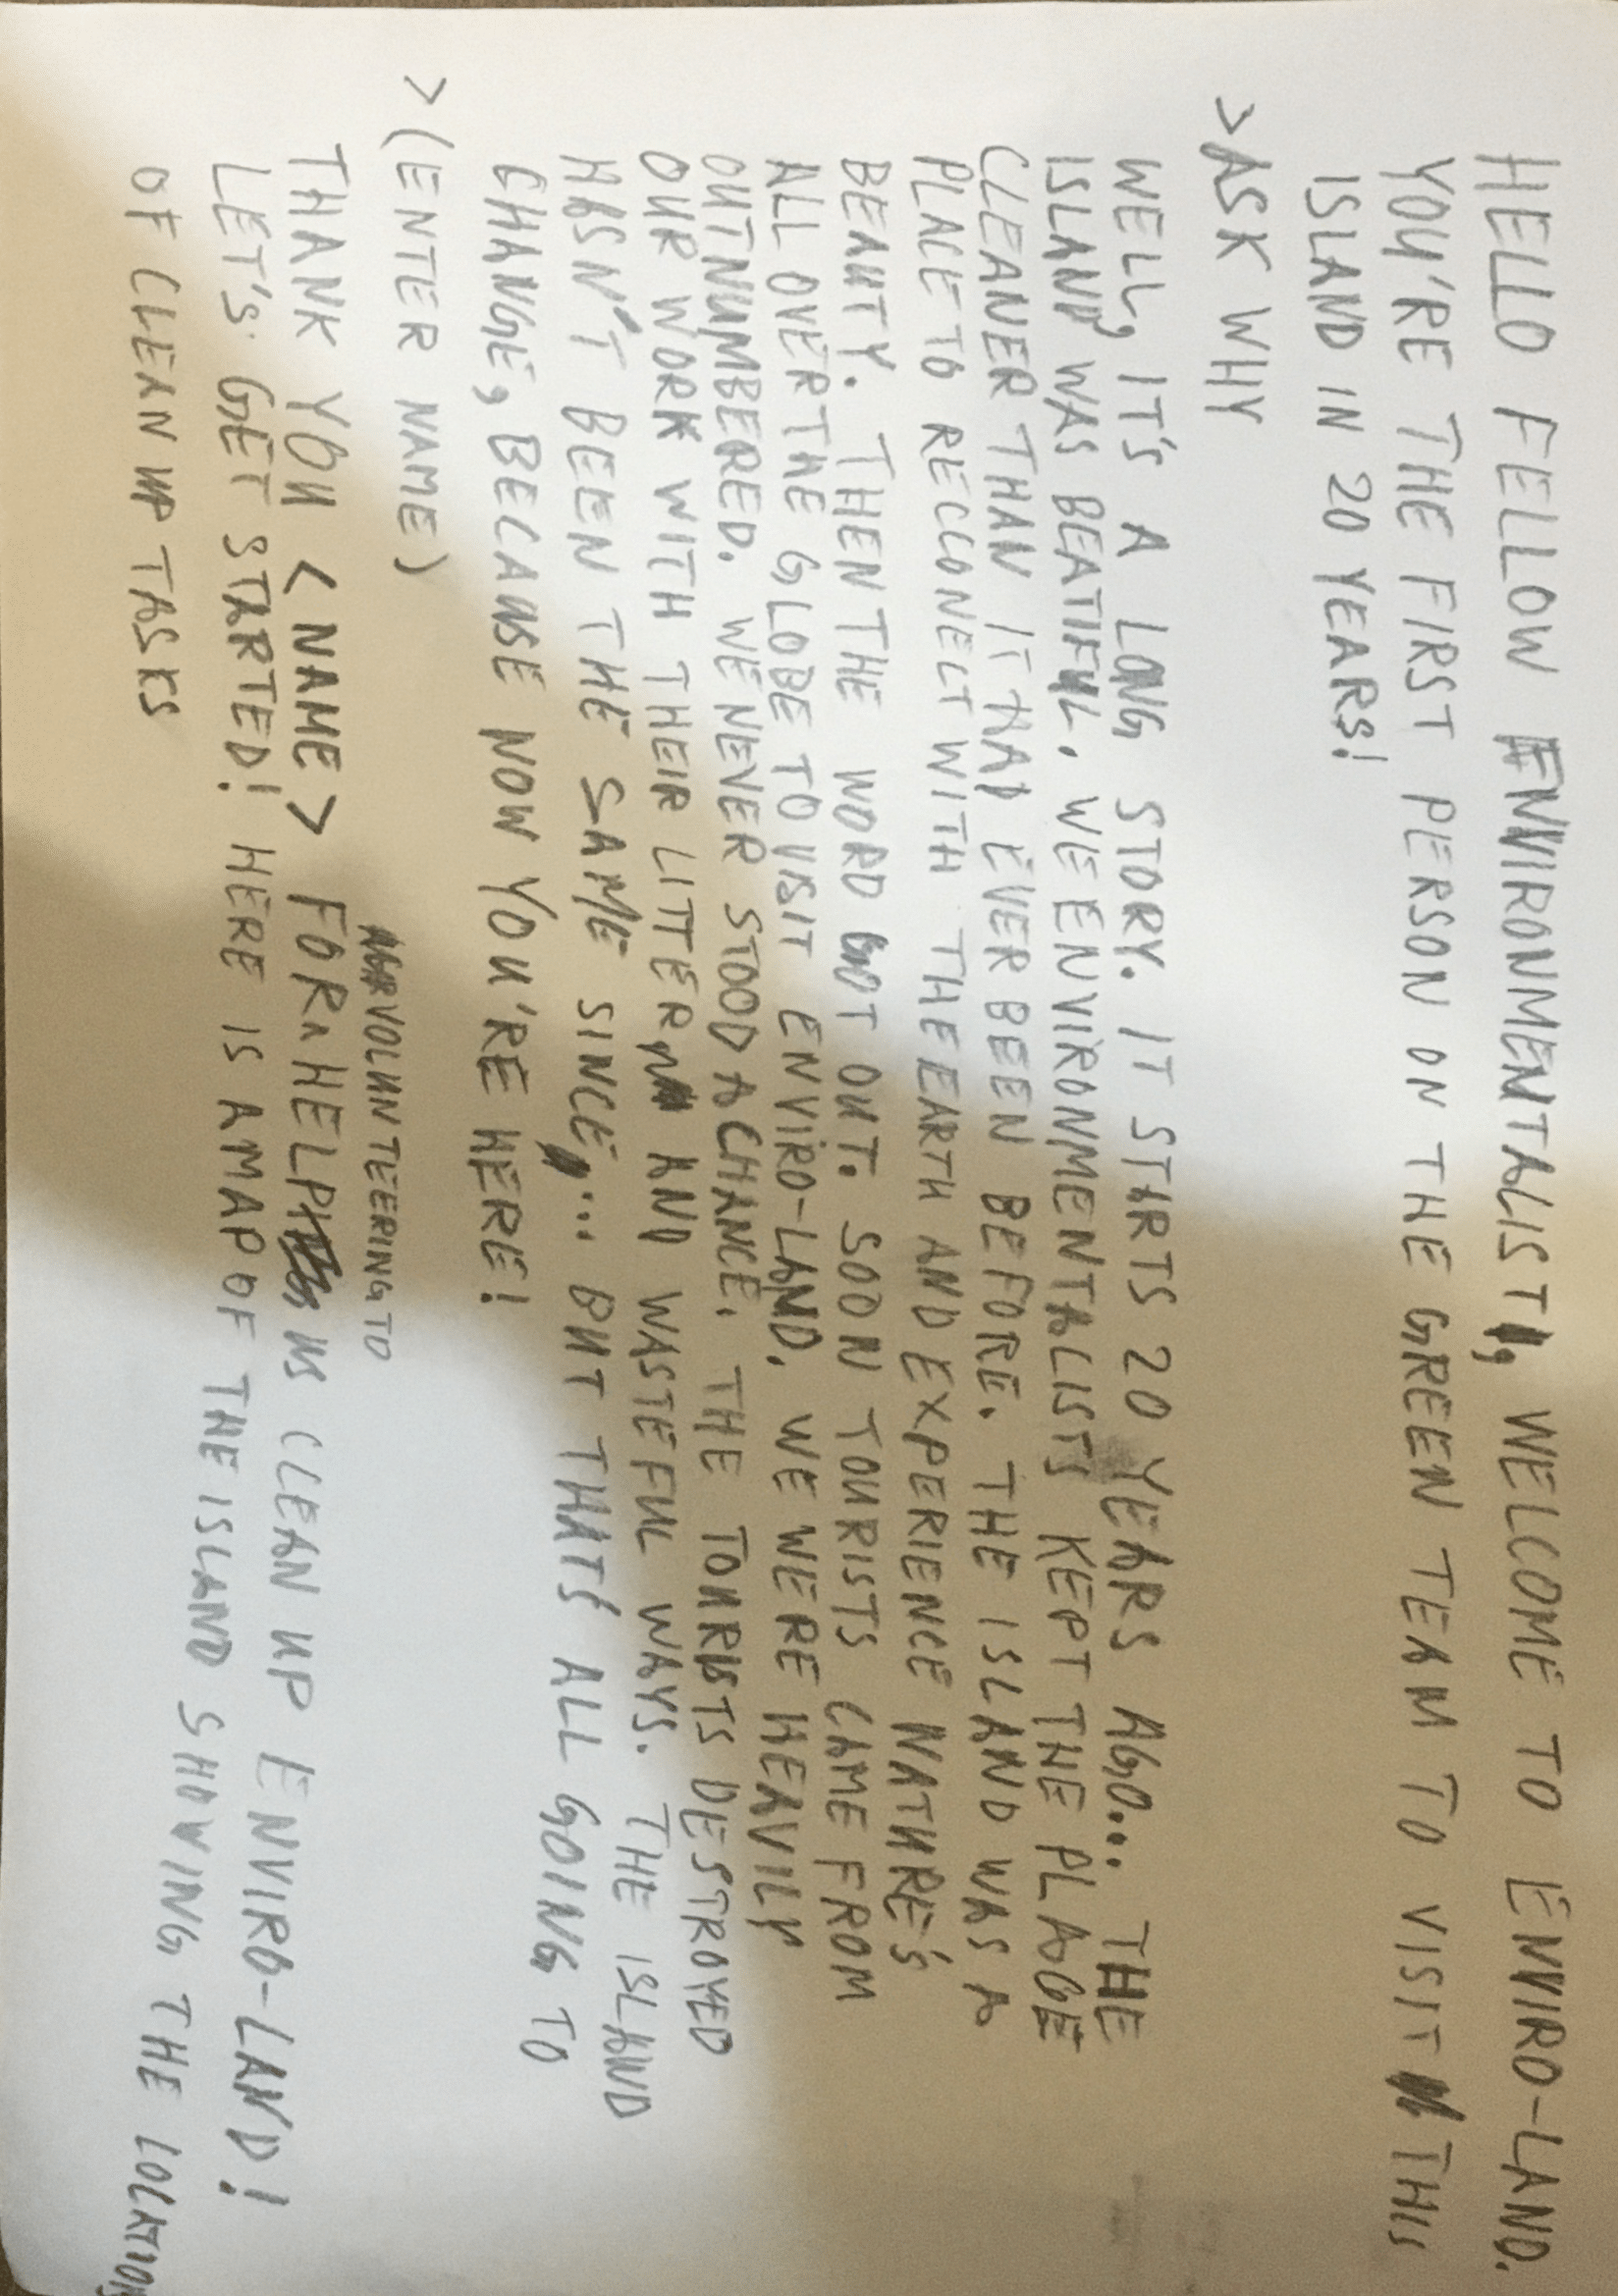 HELLO FELLOW ENVIRONMENTALIST, WELCOME TO ENVIRO-LAND.
YOU'RE THE FIRST PERSON ON THE GREEN TEAM TO VISIT THIS
ISLAND IN 20 YEARS!
>ASK WHY
WELL, IT'S A LONG STORY. IT STARTS 20 YEARS AGO... THE
ISLAND WAS BEATIFUL. WE ENVIRONMENTALISTS KEPT THE PLACE
CLEANER THAN IT HAD EVER BEEN BEFORE. THE ISLAND WAS A
PLACE TO RECCONECT WITH THE EARTH AND EXPERIENCE NATURE'S
BEAUTY. THEN THE WORD GOT OUT. SOON TOURISTS CAME FROM
ALL OVER THE GLOBE TO VISIT ENVIRO-LAND. WE WERE HEAVILY
OUTNUMBERED. WE NEVER STOOD A CHANCE. THE TOURISTS DESTROYED
OUR WORK WITH THEIR LITTER AND WASTEFUL WAYS. THE ISLAND
HASN'T BEEN THE SAME SINCE... BUT THATS ALL GOING TO
CHANGE, BECAUSE NOW YOU'RE HERE!
>(ENTER NAME)
VOLUNTEERING TO
THANK YOU <NAME> FOR HELP US CLEAN UP ENVIRO-LAND!
LET'S GET STARTED! HERE IS A MAP OF THE ISLAND SHOWING THE LOCATION
OF CLEAN UP TASKS